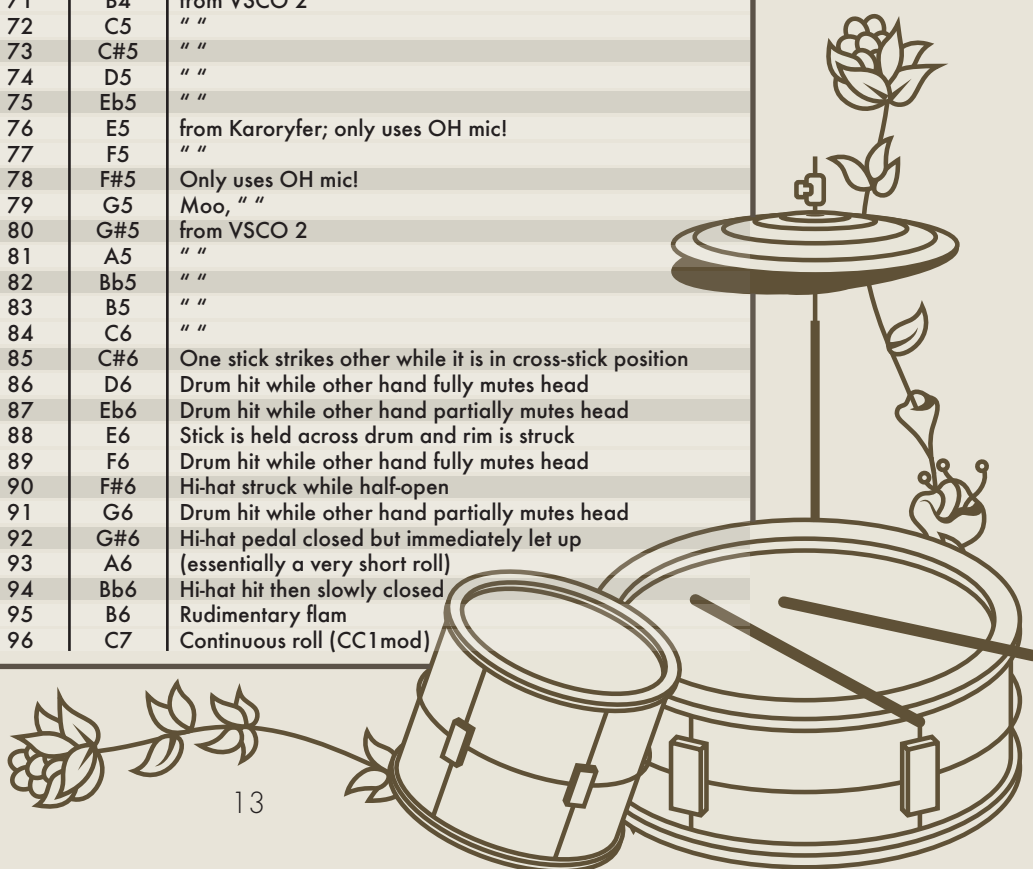 71 B4 from VSCO 2
72 C5 “ “
73 C#5 “ “
74 D5 “ “
75 Eb5 “ “
76 E5 from Karoryfer; only uses OH mic!
77 F5 “ “
78 F#5 Only uses OH mic!
79 G5 Moo, “ “
80 G#5 from VSCO 2
81 A5 “ “
82 Bb5 “ “
83 B5 “ “
84 C6 “ “
85 C#6 One stick strikes other while it is in cross-stick position
86 D6 Drum hit while other hand fully mutes head
87 Eb6 Drum hit while other hand partially mutes head
88 E6 Stick is held across drum and rim is struck
89 F6 Drum hit while other hand fully mutes head
90 F#6 Hi-hat struck while half-open
91 G6 Drum hit while other hand partially mutes head
92 G#6 Hi-hat pedal closed but immediately let up
93 A6 (essentially a very short roll)
94 Bb6 Hi-hat hit then slowly closed
95 B6 Rudimentary flam
96 C7 Continuous roll (CC1mod)
13